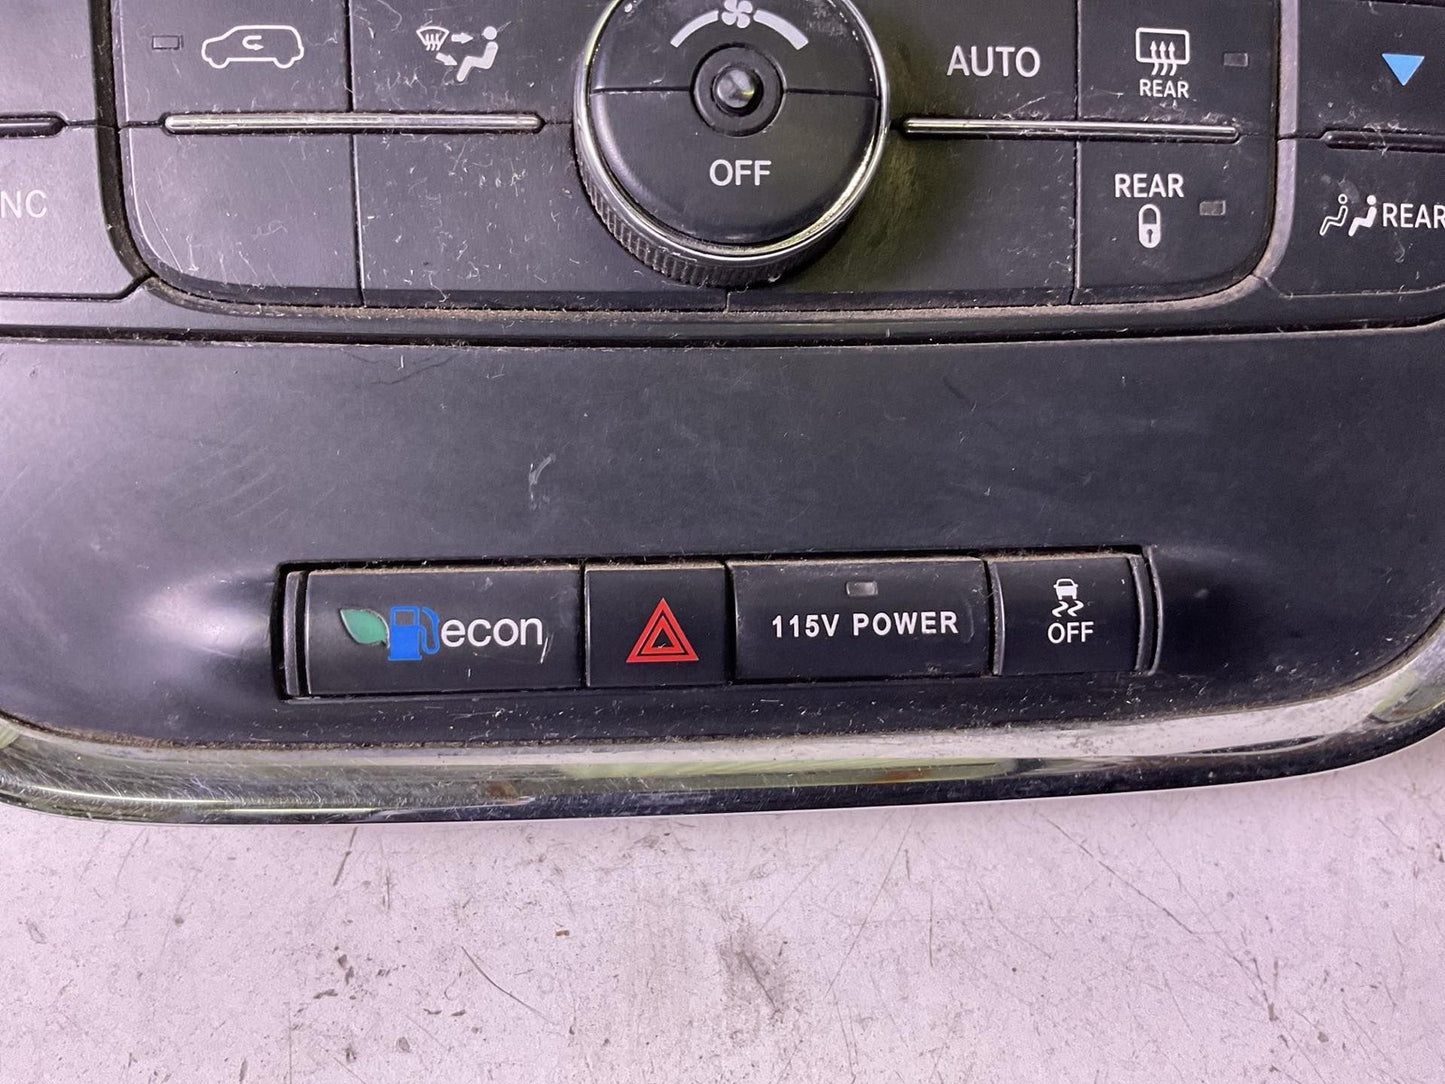 AUTO
REAR
OFF
NC
REAR
REAR
econ
115V POWER
OFF